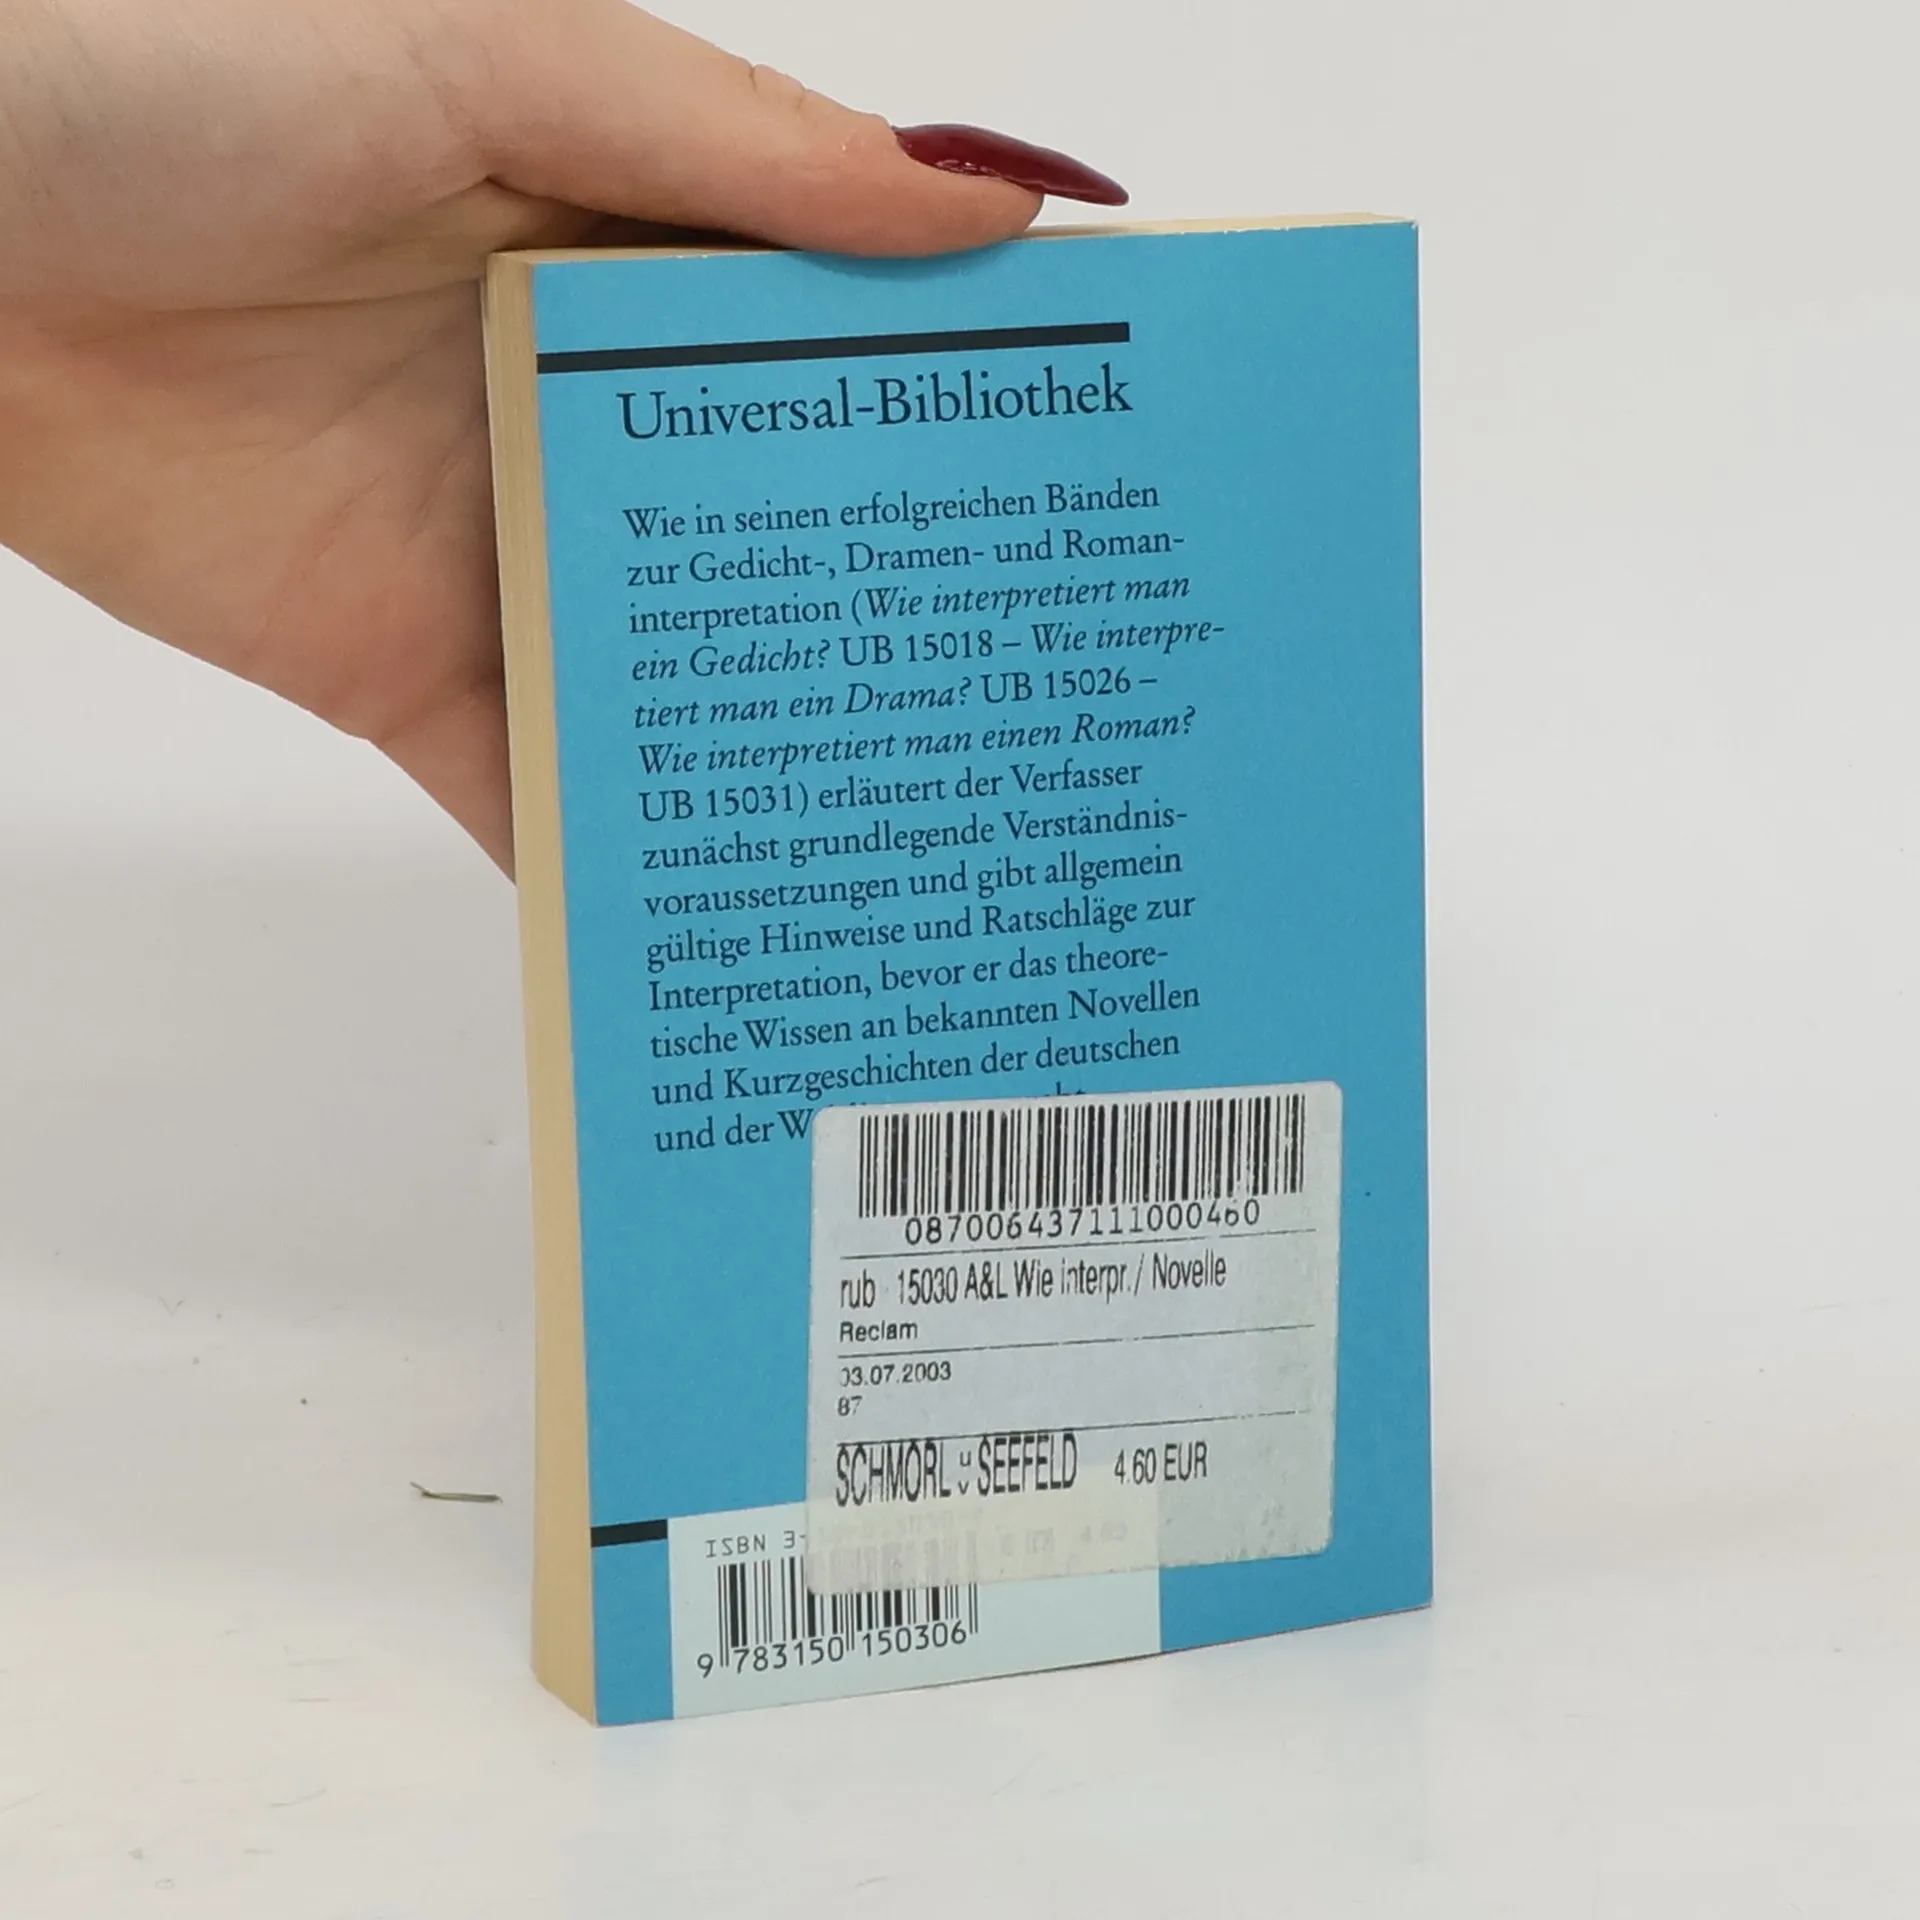 Universal-Bibliothek
Wie in seinen erfolgreichen Bänden
zur Gedicht-, Dramen- und Roman-
interpretation (Wie interpretiert man
ein Gedicht? UB 15018 – Wie interpre-
tiert man ein Drama? UB 15026 –
Wie interpretiert man einen Roman?
UB 15031) erläutert der Verfasser
zunächst grundlegende Verständnis-
voraussetzungen und gibt allgemein
gültige Hinweise und Ratschläge zur
Interpretation, bevor er das theore-
tische Wissen an bekannten Novellen
und Kurzgeschichten der deutschen
und der
087006437111000460
rub 15030 A&L Wie interpr./ Novelle
Reclam
03.07.2003
87
SCHMORL u v SEEFELD 4.60 EUR
ISBN 3-
9 783150 150306